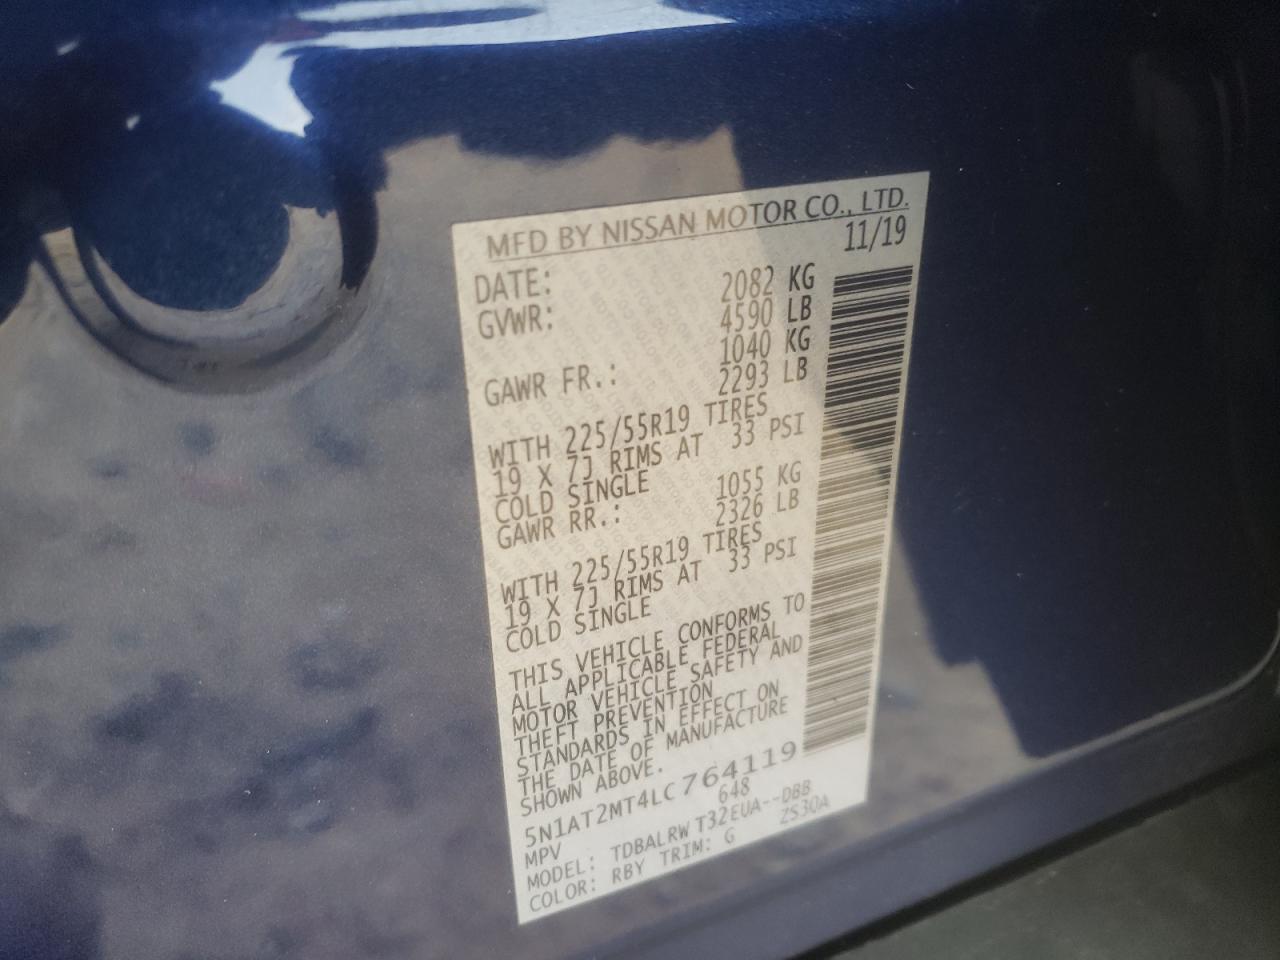 MFD BY NISSAN MOTOR CO., LTD.
DATE: 11/19
GVWR: 2082 KG
4590 LB
GAWR FR.: 1040 KG
2293 LB
WITH 225/55R19 TIRES
19 X 7J RIMS AT 33 PSI
COLD SINGLE
GAWR RR.: 1055 KG
2326 LB
WITH 225/55R19 TIRES
19 X 7J RIMS AT 33 PSI
COLD SINGLE
THIS VEHICLE CONFORMS TO
ALL APPLICABLE FEDERAL
MOTOR VEHICLE SAFETY AND
THEFT PREVENTION
STANDARDS IN EFFECT ON
THE DATE OF MANUFACTURE
SHOWN ABOVE.
5N1AT2MT4LC764119
MPV 648
MODEL: TDBALRW T32EUA--DBB
COLOR: RBY TRIM: G ZS30A